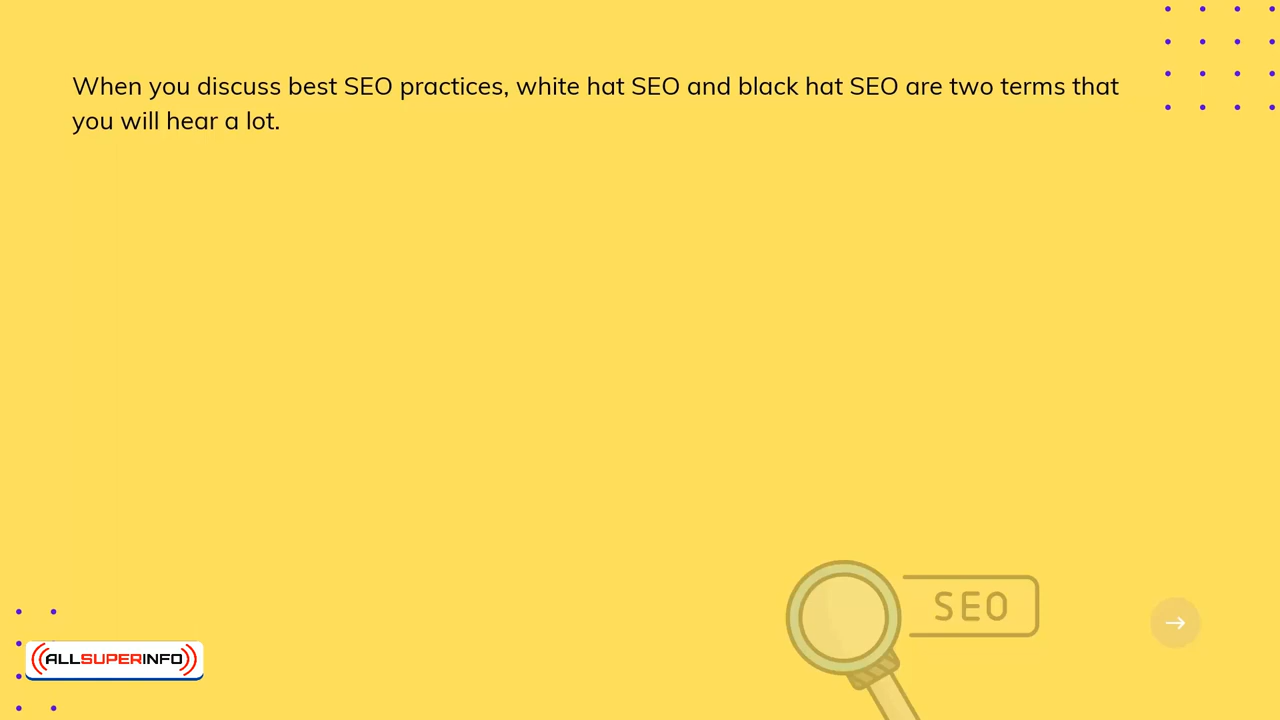 When you discuss best SEO practices, white hat SEO and black hat SEO are two terms that
you will hear a lot.
SEO
ALLSUPERINFO